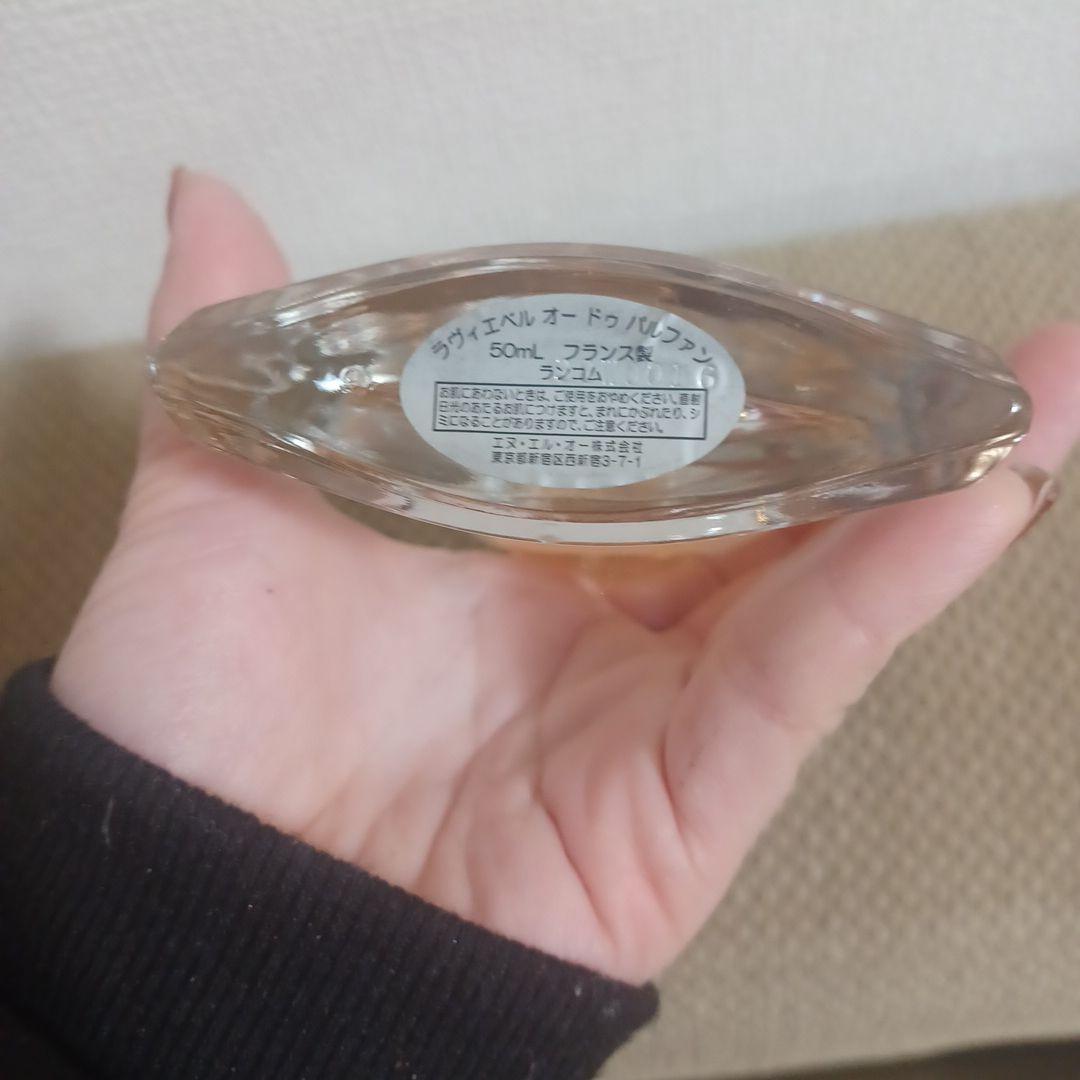 ラヴィエベル オー ドゥ パルファン
50mL フランス製
ランコム
お肌にあわないときは、ご使用をおやめください。直射
日光のあたるお肌につけますと、まれにかぶれたり、シ
ミになることがありますので、ご注意ください。
エヌ・エル・オー株式会社
東京都新宿区西新宿3-7-1